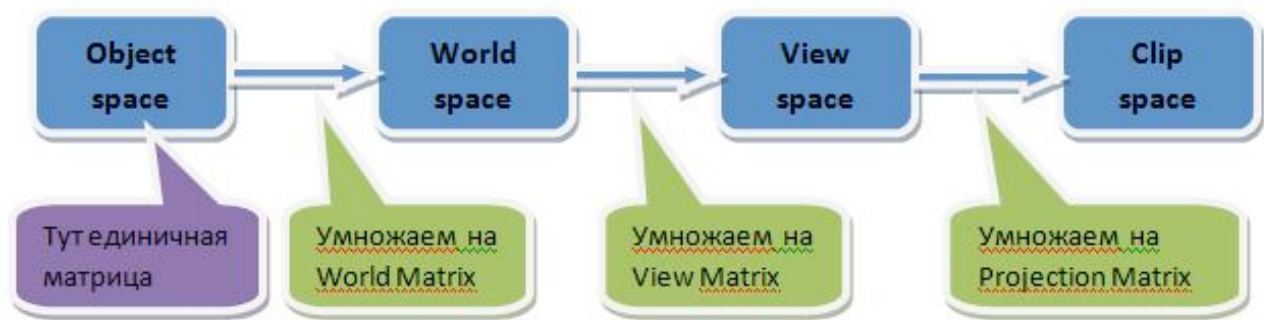 Object
space
World
space
View
space
Clip
space
Тут единичная
матрица
Умножаем на
World Matrix
Умножаем на
View Matrix
Умножаем на
Projection Matrix